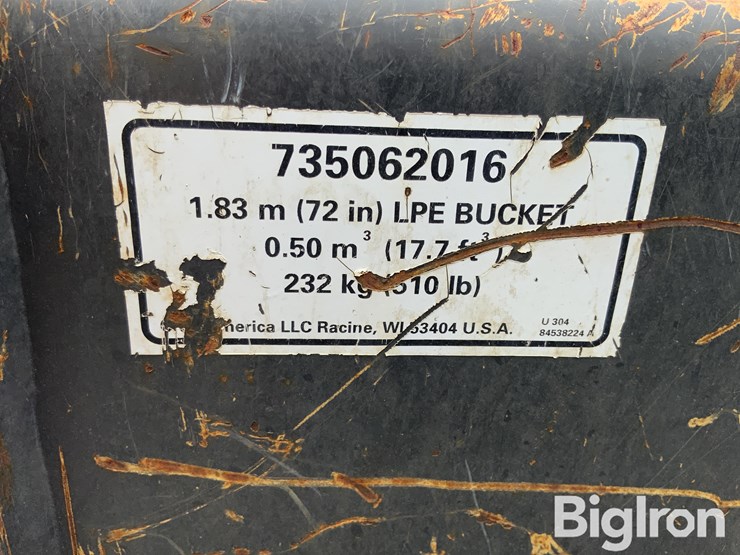 735062016
1.83 m (72 in) LPE BUCKET
0.50 m³ (17.7 ft³)
232 kg (510 lb)
America LLC Racine, WI 53404 U.S.A.
U 304
84538224 A
BigIron